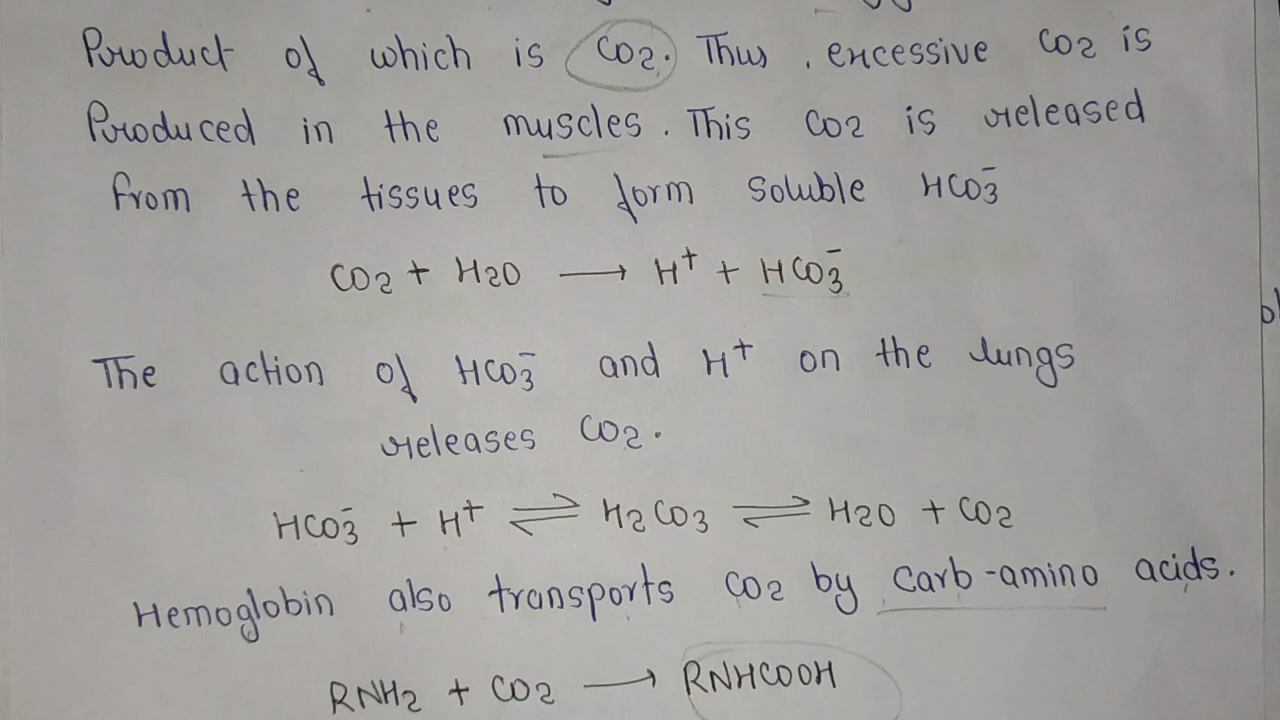 Product of which is CO2. Thus, excessive CO2 is
Produced in the muscles. This CO2 is released
from the tissues to form soluble HCO3⁻
CO2 + H2O ⟶ H⁺ + HCO3⁻
The action of HCO3⁻ and H⁺ on the lungs
releases CO2.
HCO3⁻ + H⁺ ⇌ H2CO3 ⇌ H2O + CO2
Hemoglobin also transports CO2 by carb-amino acids.
RNH2 + CO2 ⟶ RNHCOOH